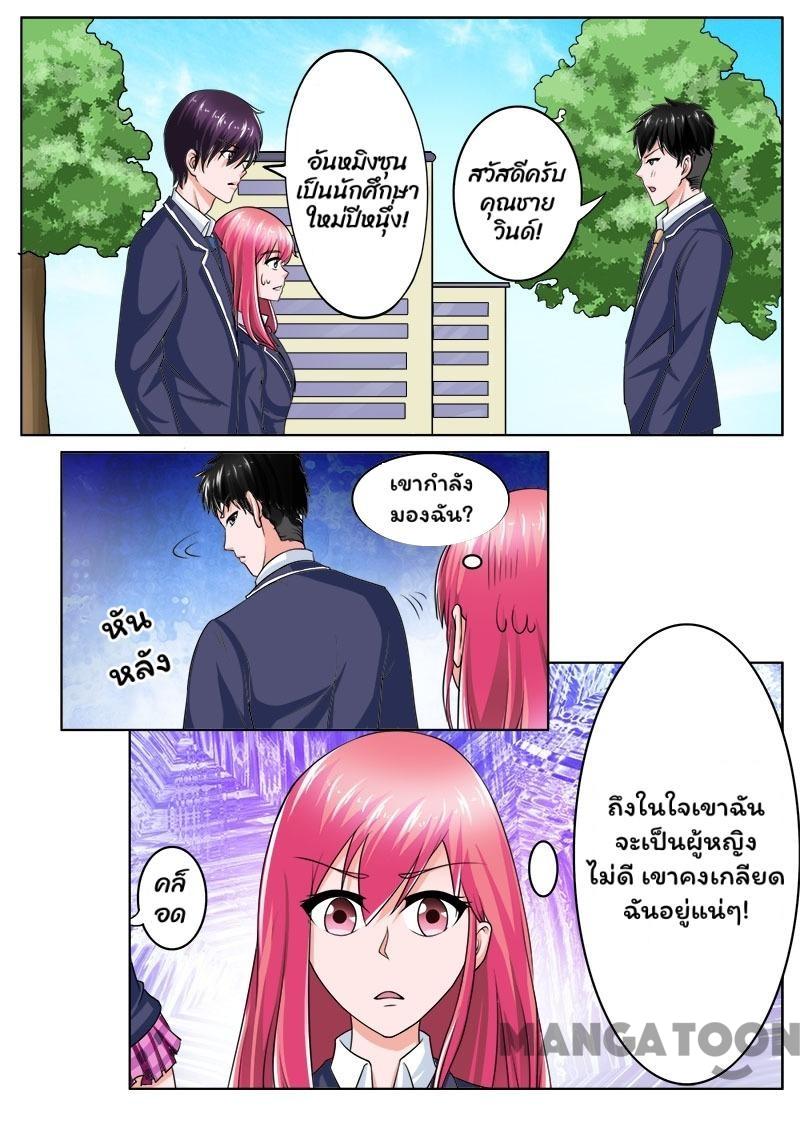 อันหมิงซุน
เป็นนักศึกษา
ใหม่ปีหนึ่ง!
สวัสดีครับ
คุณชาย
วินด์!
เขากำลัง
มองฉัน?
หัน
หลัง
ถึงในใจเขาฉัน
จะเป็นผู้หญิง
ไม่ดี เขาคงเกลียด
ฉันอยู่แน่ๆ!
คล็
อด
MANGATOON